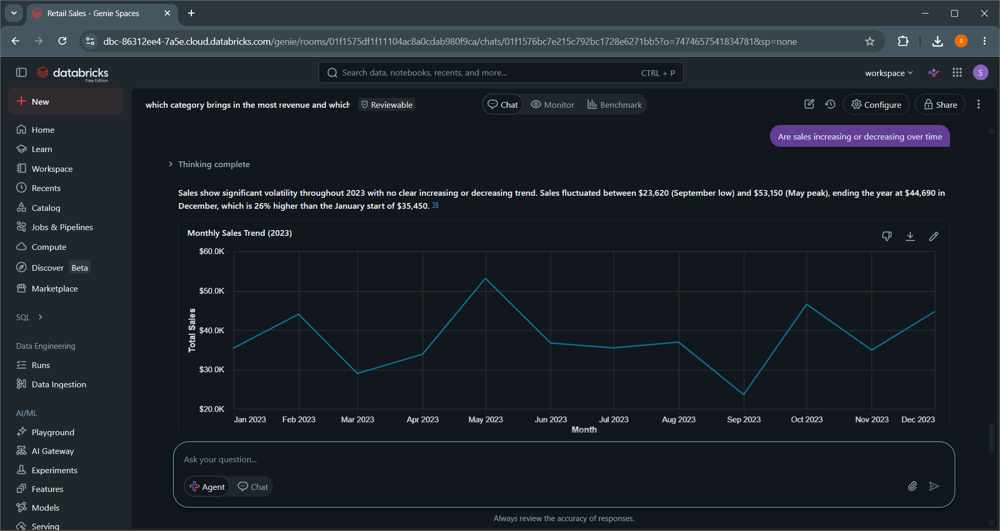 Retail Sales - Genie Spaces
dbc-86312ee4-7a5e.cloud.databricks.com/genie/rooms/01f1575df1f11104ac8a0cdab980f9ca/chats/01f1576bc7e215c792bc1728e6271bb5?o=7474657541834781&sp=none
S
databricks
Free Edition
Search data, notebooks, recents, and more...
CTRL + P
workspace
S
New
Home
Learn
Workspace
Recents
Catalog
Jobs & Pipelines
Compute
Discover Beta
Marketplace
SQL
Data Engineering
Runs
Data Ingestion
AI/ML
Playground
AI Gateway
Experiments
Features
Models
Serving
which category brings in the most revenue and which
Reviewable
Chat
Monitor
Benchmark
Configure
Share
Are sales increasing or decreasing over time
Thinking complete
Sales show significant volatility throughout 2023 with no clear increasing or decreasing trend. Sales fluctuated between $23,620 (September low) and $53,150 (May peak), ending the year at $44,690 in
December, which is 26% higher than the January start of $35,450. 16
Monthly Sales Trend (2023)
$60.0K
$50.0K
$40.0K
$30.0K
$20.0K
Total Sales
Jan 2023 Feb 2023 Mar 2023 Apr 2023 May 2023 Jun 2023 Jul 2023 Aug 2023 Sep 2023 Oct 2023 Nov 2023 Dec 2023
Month
Ask your question...
Agent
Chat
Always review the accuracy of responses.